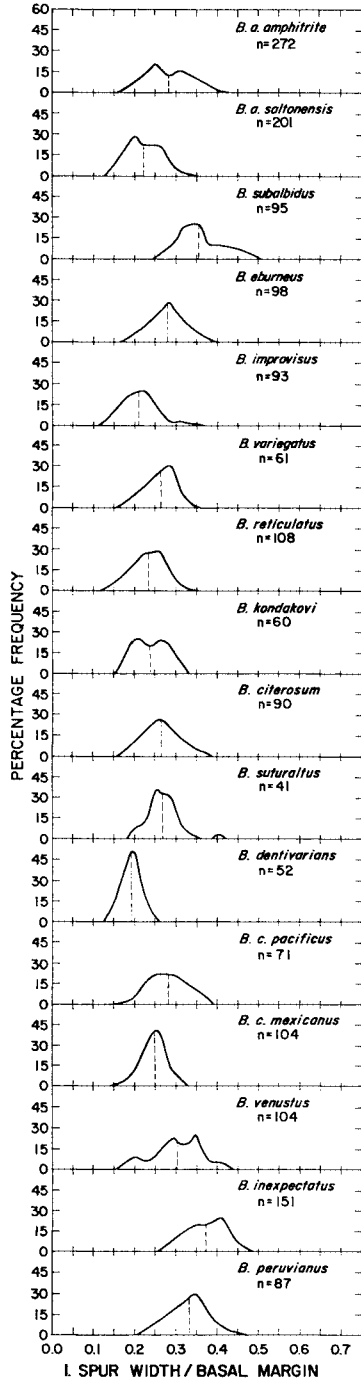 60
45
30
15
0
B. a. amphitrite
n=272
45
30
15
0
B. a. saltonensis
n=201
45
30
15
0
B. subalbidus
n=95
45
30
15
0
B. eburneus
n=98
45
30
15
0
B. improvisus
n=93
45
30
15
0
B. variegatus
n=61
45
30
15
0
B. reticulatus
n=108
45
30
15
0
B. kondakovi
n=60
45
30
15
0
B. citerosum
n=90
45
30
15
0
B. suturaltus
n=41
45
30
15
0
B. dentivarians
n=52
45
30
15
0
B. c. pacificus
n=71
45
30
15
0
B. c. mexicanus
n=104
45
30
15
0
B. venustus
n=104
45
30
15
0
B. inexpectatus
n=151
45
30
15
0
B. peruvianus
n=87
PERCENTAGE FREQUENCY
0.0 0.1 0.2 0.3 0.4 0.5 0.6 0.7
I. SPUR WIDTH / BASAL MARGIN